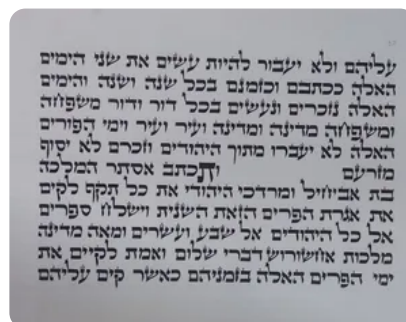 עליהם ולא יעבור להיות עשים את שני הימים
האלה ככתבם וכזמנם בכל שנה ושנה והימים
האלה נזכרים ונעשים בכל דור ודור משפחה
ומשפחה מדינה ומדינה ועיר ועיר וימי הפורים
האלה לא יעברו מתוך היהודים וזכרם לא יסוף
מזרעם ותכתב אסתר המלכה
בת אביחיל ומרדכי היהודי את כל תקף לקים
את אגרת הפרים הזאת השנית וישלח ספרים
אל כל היהודים אל שבע ועשרים ומאה מדינה
מלכות אחשורוש דברי שלום ואמת לקיים את
ימי הפרים האלה בזמניהם כאשר קים עליהם